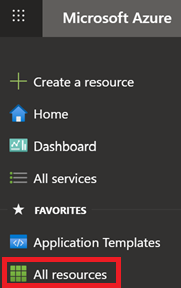 Microsoft Azure
Create a resource
Home
Dashboard
All services
FAVORITES
Application Templates
All resources